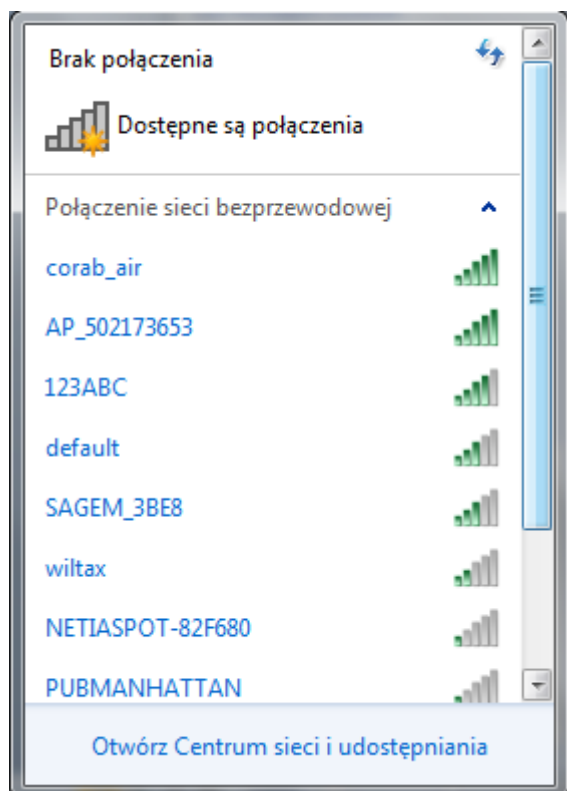 Brak połączenia
Dostępne są połączenia
Połączenie sieci bezprzewodowej
corab_air
AP_502173653
123ABC
default
SAGEM_3BE8
wiltax
NETIASPOT-82F680
PUBMANHATTAN
Otwórz Centrum sieci i udostępniania